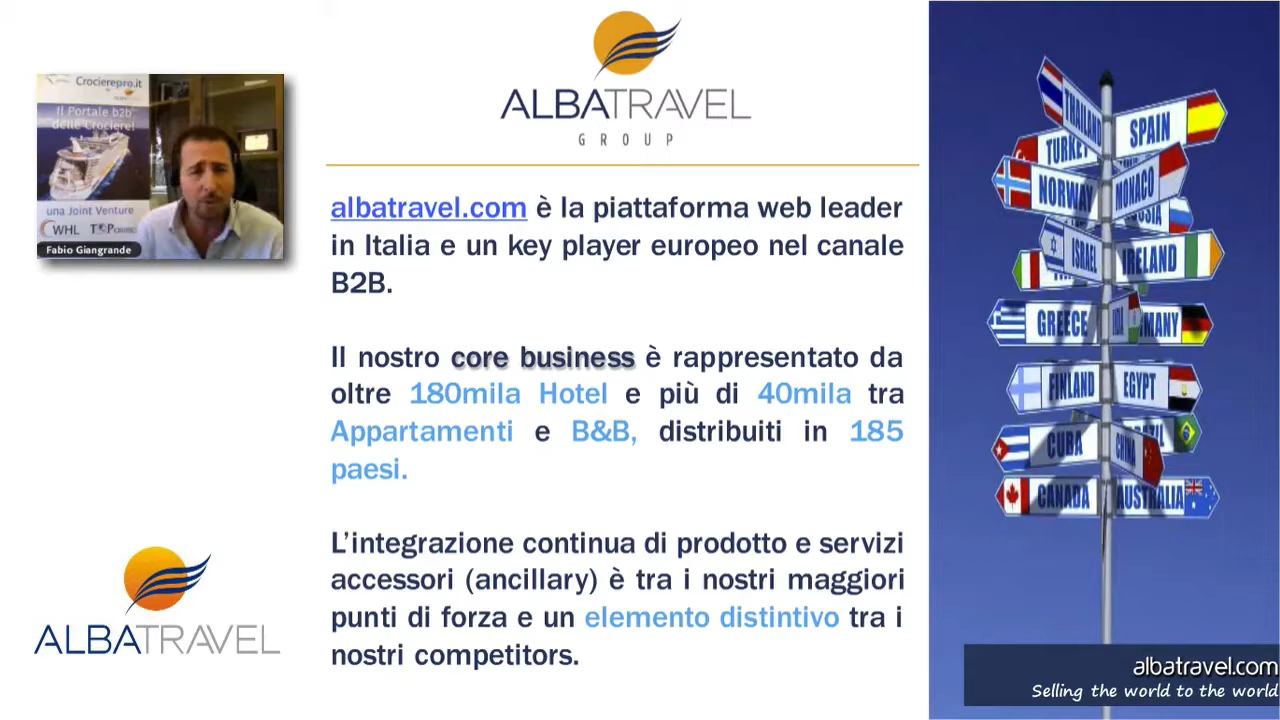 Crocierepro.it
Il Portale b2b
delle Crociere!
una Joint Venture
WHL TOP CRUISES
Fabio Giangrande
ALBATRAVEL
GROUP
albatravel.com è la piattaforma web leader
in Italia e un key player europeo nel canale
B2B.
Il nostro core business è rappresentato da
oltre 180mila Hotel e più di 40mila tra
Appartamenti e B&B, distribuiti in 185
paesi.
L'integrazione continua di prodotto e servizi
accessori (ancillary) è tra i nostri maggiori
punti di forza e un elemento distintivo tra i
nostri competitors.
ALBATRAVEL
THAILAND
SPAIN
TURKEY
NORWAY
MONACO
ISRAEL
IRELAND
GREECE
FINLAND
EGYPT
CUBA
CHINA
CANADA
AUSTRALIA
albatravel.com
Selling the world to the world